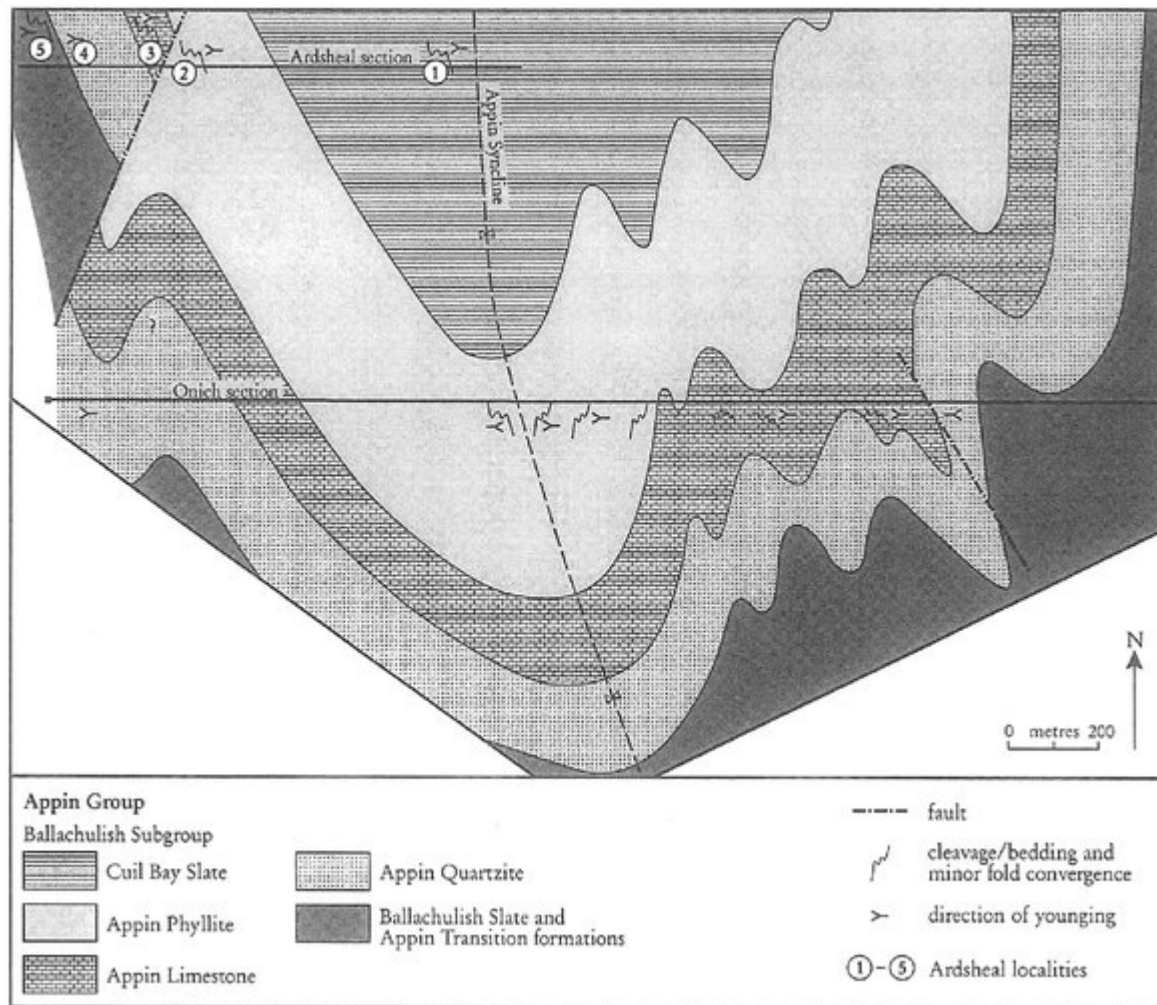 5
4
3
2
Ardsheal section
1
Appin Syncline
Onich section
N
0 metres 200
Appin Group
Ballachulish Subgroup
Cuil Bay Slate
Appin Phyllite
Appin Limestone
Appin Quartzite
Ballachulish Slate and
Appin Transition formations
fault
cleavage/bedding and
minor fold convergence
direction of younging
1 – 5 Ardsheal localities